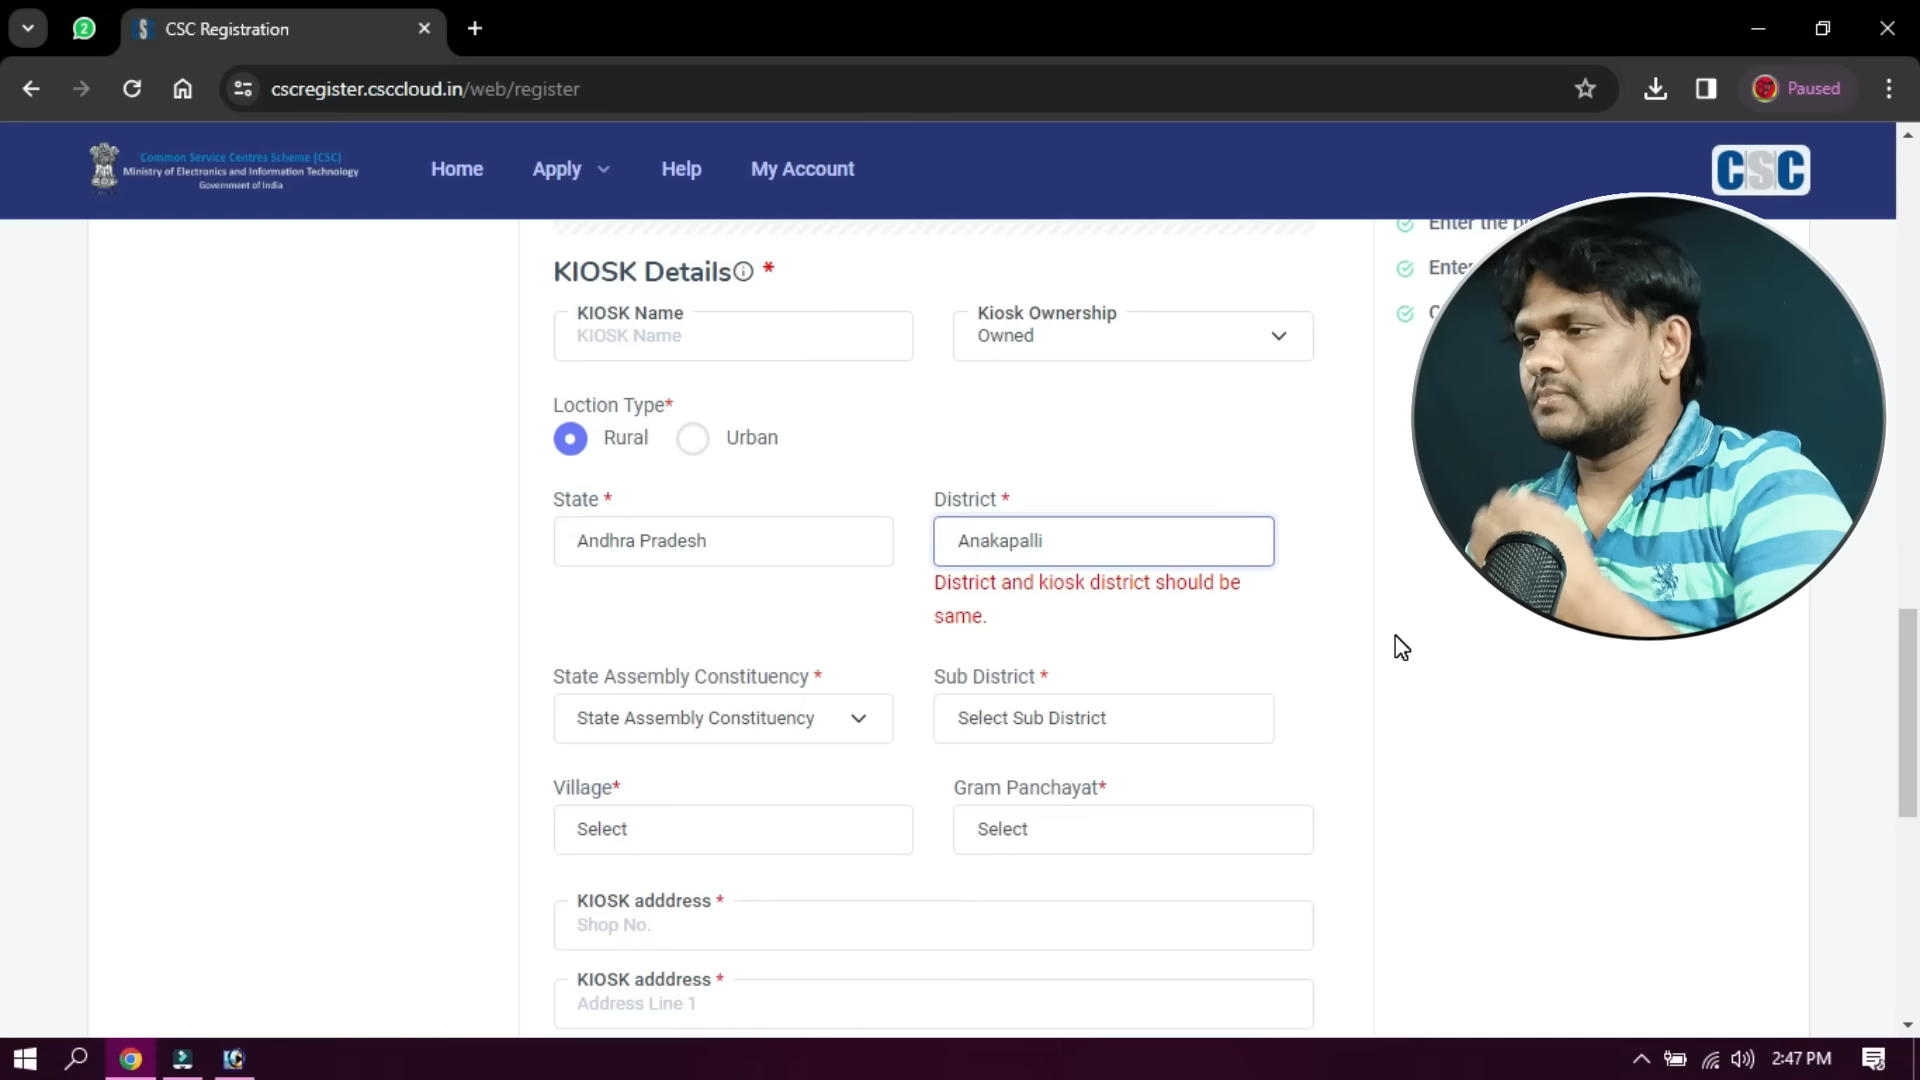 2
CSC Registration
cscregister.csccloud.in/web/register
Paused
Common Service Centres Scheme (CSC)
Ministry of Electronics and Information Technology
Government of India
Home
Apply
Help
My Account
CSC
Enter the
Enter
KIOSK Details *
KIOSK Name
KIOSK Name
Kiosk Ownership
Owned
Loction Type*
Rural
Urban
State *
Andhra Pradesh
District *
Anakapalli
District and kiosk district should be
same.
State Assembly Constituency *
State Assembly Constituency
Sub District *
Select Sub District
Village*
Select
Gram Panchayat*
Select
KIOSK adddress *
Shop No.
KIOSK adddress *
Address Line 1
2:47 PM